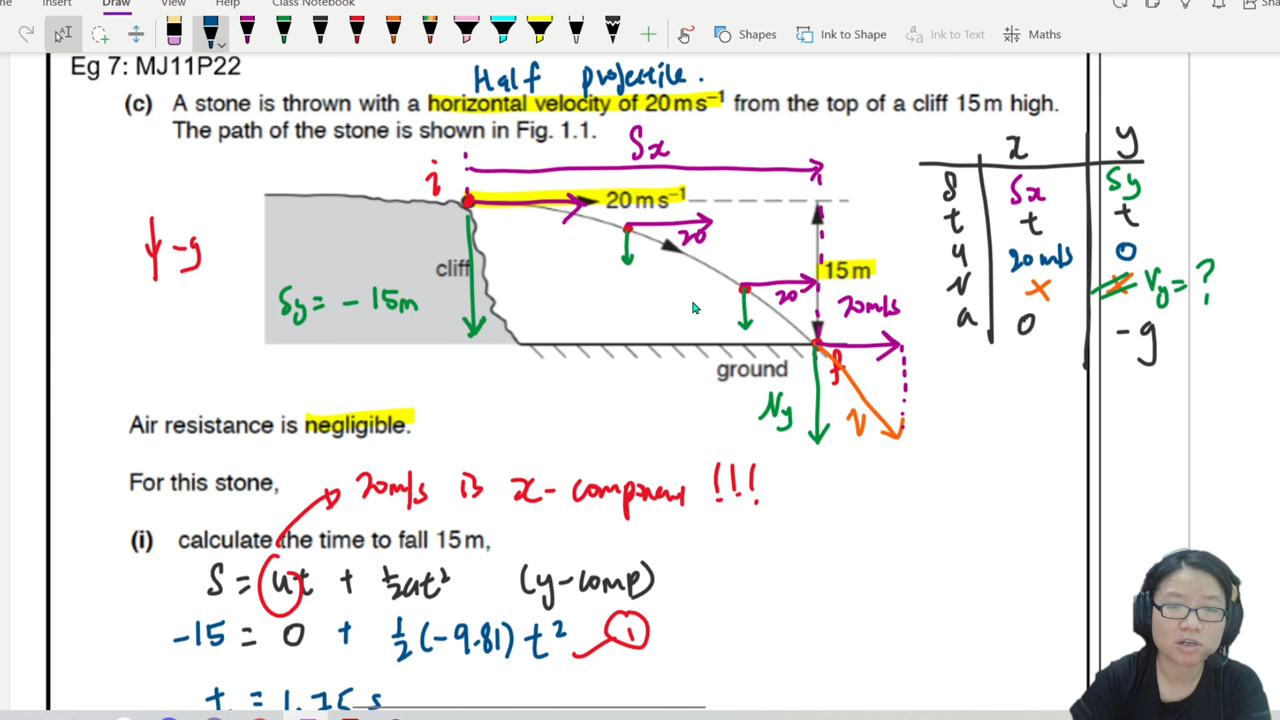 Insert Draw View Help Class Notebook
Shapes Ink to Shape Ink to Text Maths
Eg 7: MJ11P22
Half projectile.
(c) A stone is thrown with a horizontal velocity of 20 m s⁻¹ from the top of a cliff 15 m high.
The path of the stone is shown in Fig. 1.1.
Sx
i
20 m s⁻¹
20
↓ -g
cliff
Sy = - 15m
15 m
20
20m/s
ground
f
Vy
V
x y
S Sx Sy
t t t
u 20m/s 0
V × × Vy = ?
a 0 -g
Air resistance is negligible.
For this stone,
20m/s is x-component !!!
(i) calculate the time to fall 15 m,
S = ut + ½at² (y-comp)
-15 = 0 + ½(-9.81) t² 1
t = 1.75 s